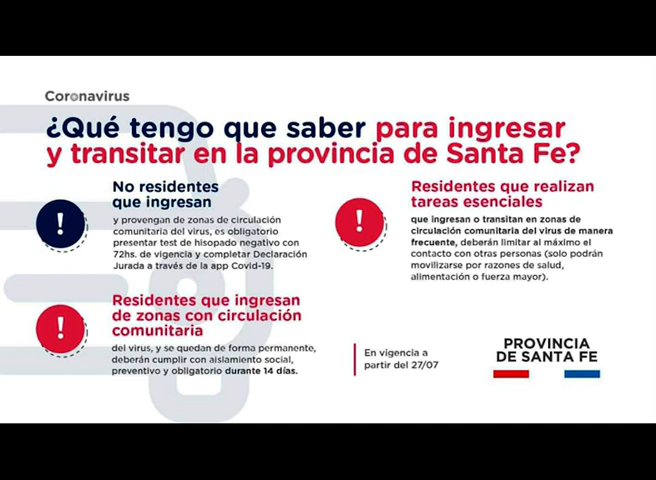 Coronavirus
¿Qué tengo que saber para ingresar
y transitar en la provincia de Santa Fe?
No residentes
que ingresan
y provengan de zonas de circulación
comunitaria del virus, es obligatorio
presentar test de hisopado negativo con
72hs. de vigencia y completar Declaración
Jurada a través de la app Covid-19.
Residentes que ingresan
de zonas con circulación
comunitaria
del virus, y se quedan de forma permanente,
deberán cumplir con aislamiento social,
preventivo y obligatorio durante 14 días.
Residentes que realizan
tareas esenciales
que ingresan o transitan en zonas de
circulación comunitaria del virus de manera
frecuente, deberán limitar al máximo el
contacto con otras personas (solo podrán
movilizarse por razones de salud,
alimentación o fuerza mayor).
En vigencia a
partir del 27/07
PROVINCIA
DE SANTA FE